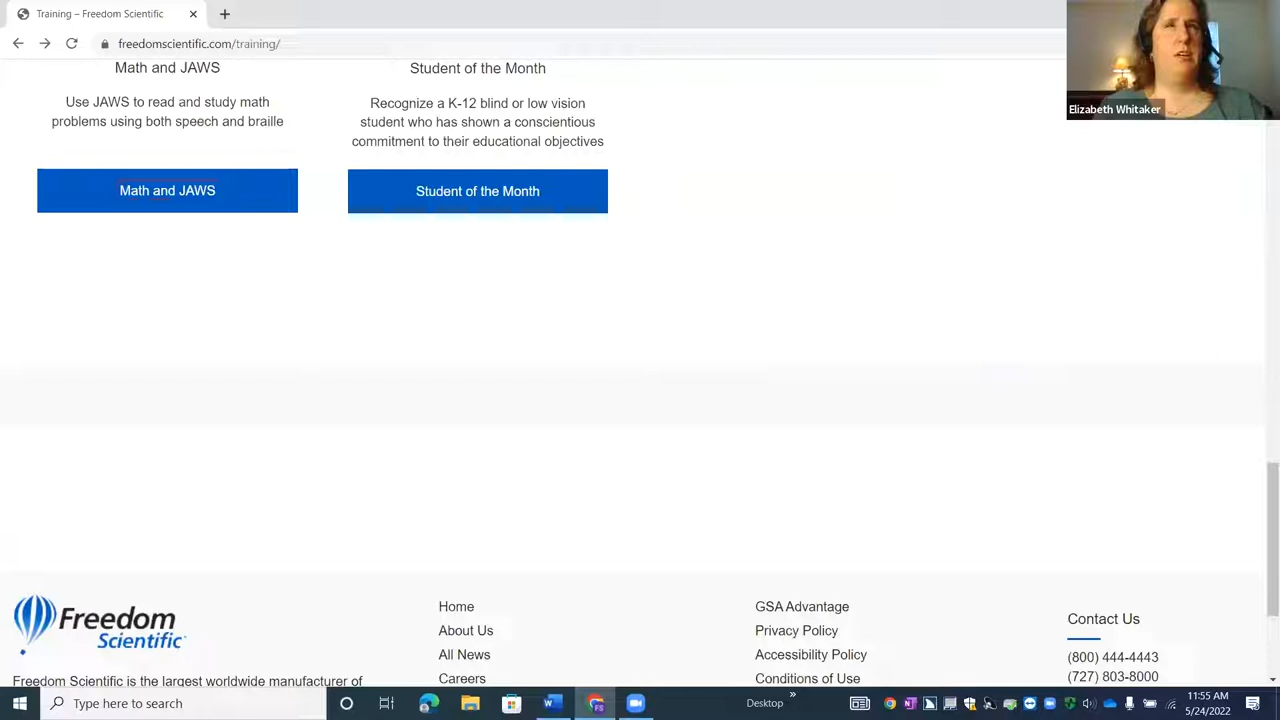 Training – Freedom Scientific
freedomscientific.com/training/
Elizabeth Whitaker
Math and JAWS
Use JAWS to read and study math
problems using both speech and braille
Math and JAWS
Student of the Month
Recognize a K-12 blind or low vision
student who has shown a conscientious
commitment to their educational objectives
Student of the Month
Freedom
Scientific
Freedom Scientific is the largest worldwide manufacturer of
Home
About Us
All News
Careers
GSA Advantage
Privacy Policy
Accessibility Policy
Conditions of Use
Contact Us
(800) 444-4443
(727) 803-8000
Type here to search
Desktop
11:55 AM
5/24/2022